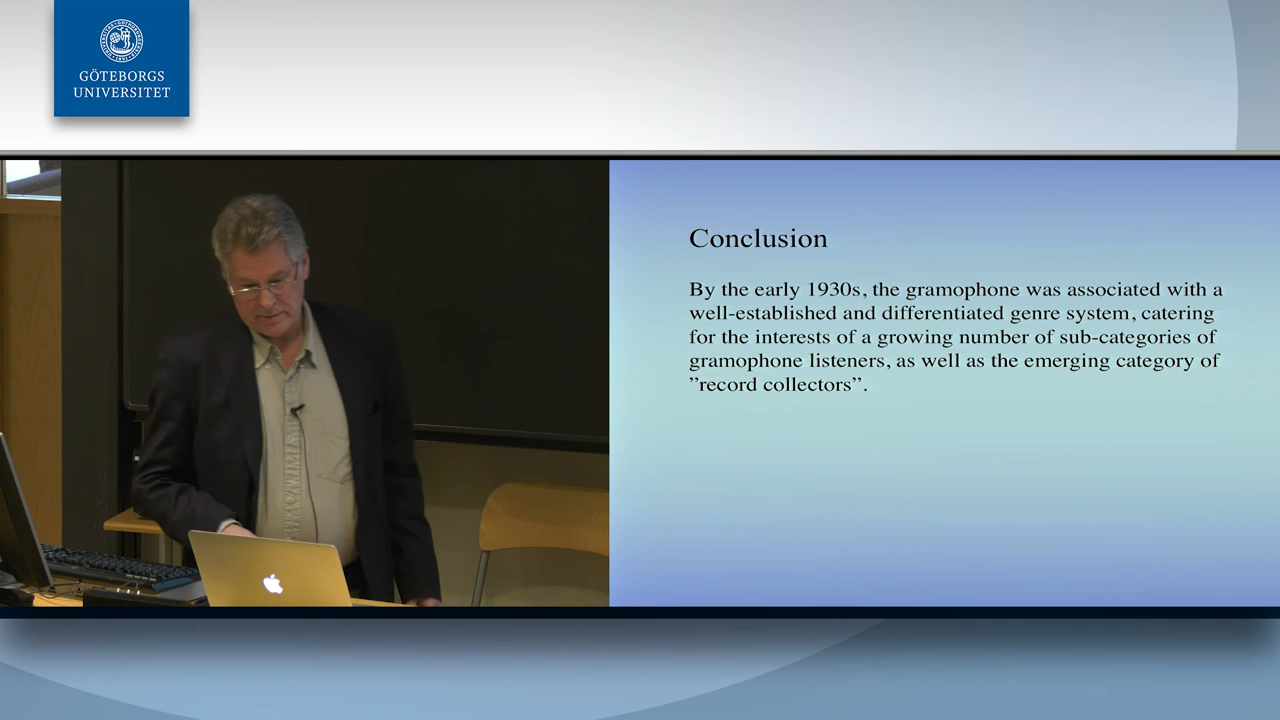 GÖTEBORGS
UNIVERSITET
Conclusion
By the early 1930s, the gramophone was associated with a
well-established and differentiated genre system, catering
for the interests of a growing number of sub-categories of
gramophone listeners, as well as the emerging category of
”record collectors”.